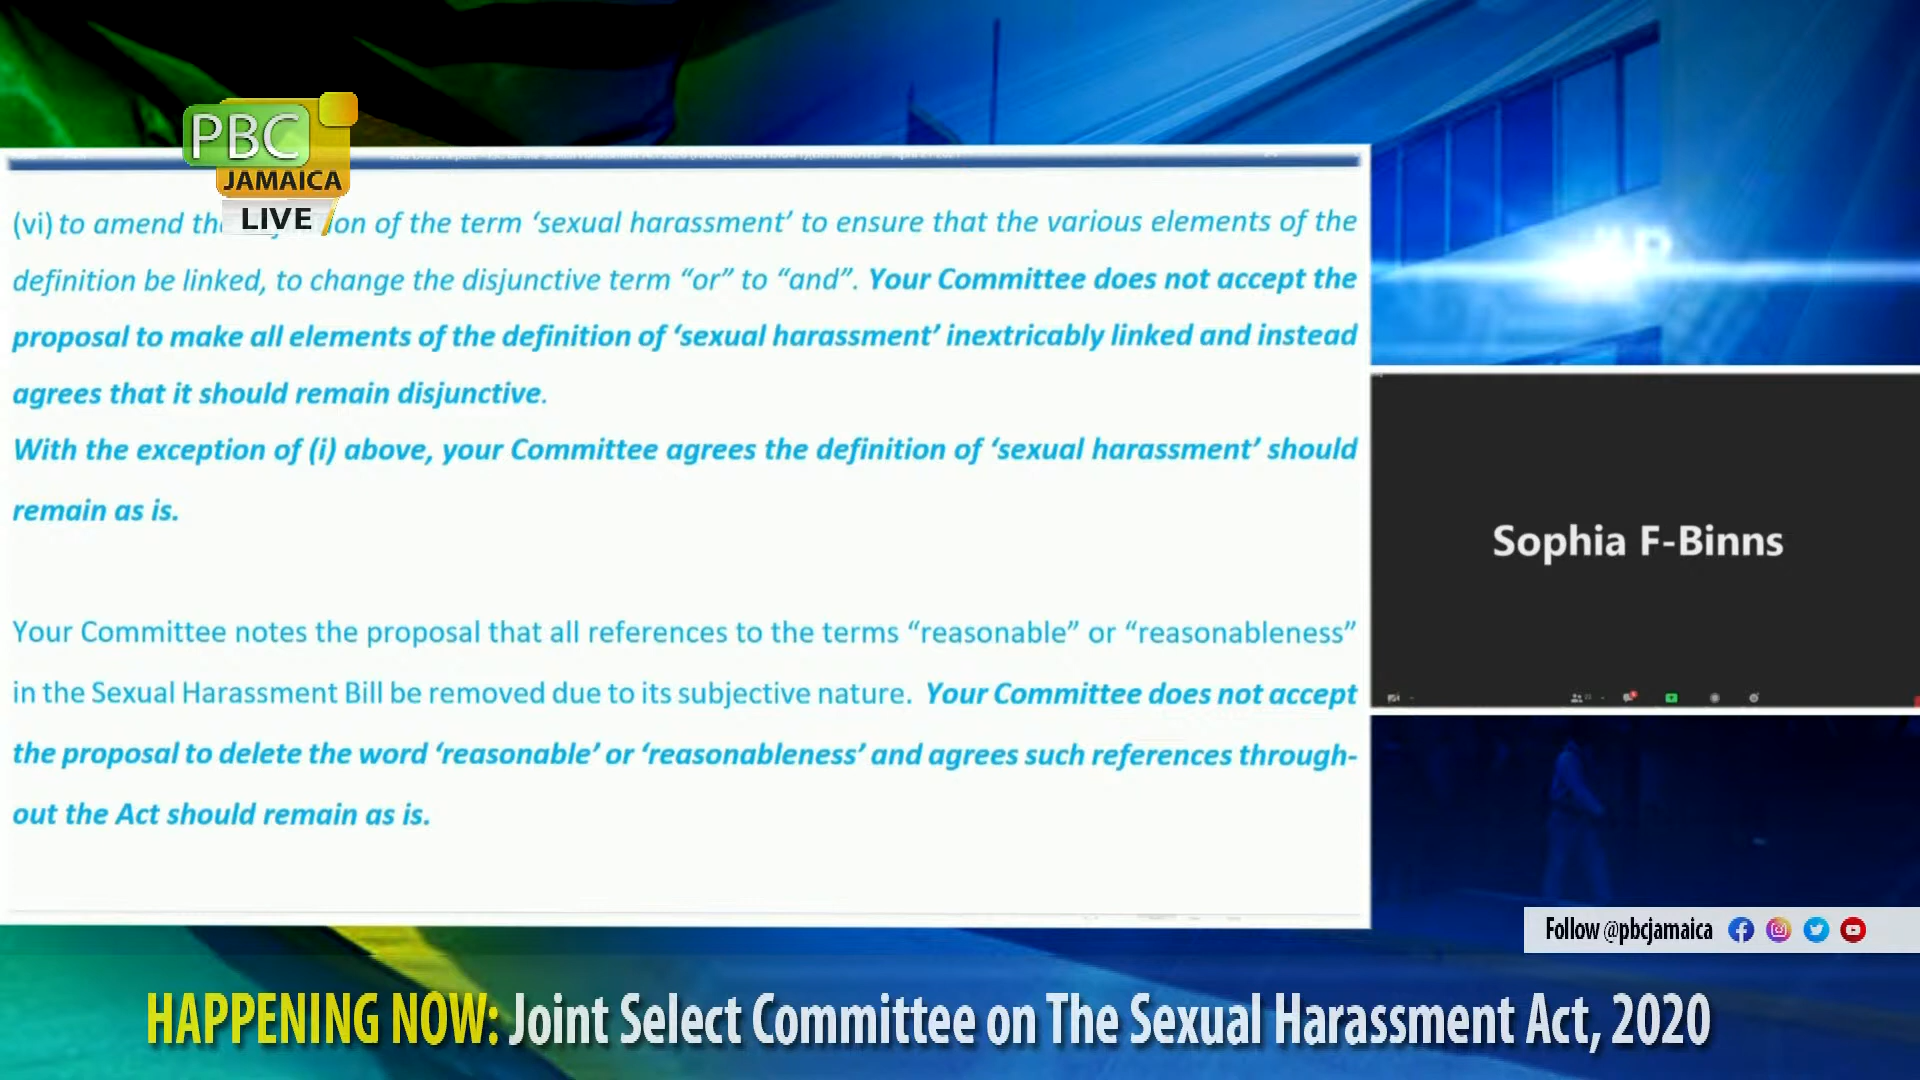 PBC
JAMAICA
LIVE
(vi) to amend the on of the term ‘sexual harassment’ to ensure that the various elements of the
definition be linked, to change the disjunctive term “or” to “and”. Your Committee does not accept the
proposal to make all elements of the definition of ‘sexual harassment’ inextricably linked and instead
agrees that it should remain disjunctive.
With the exception of (i) above, your Committee agrees the definition of ‘sexual harassment’ should
remain as is.
Your Committee notes the proposal that all references to the terms “reasonable” or “reasonableness”
in the Sexual Harassment Bill be removed due to its subjective nature. Your Committee does not accept
the proposal to delete the word ‘reasonable’ or ‘reasonableness’ and agrees such references through-
out the Act should remain as is.
Sophia F-Binns
Follow @pbcjamaica
HAPPENING NOW: Joint Select Committee on The Sexual Harassment Act, 2020